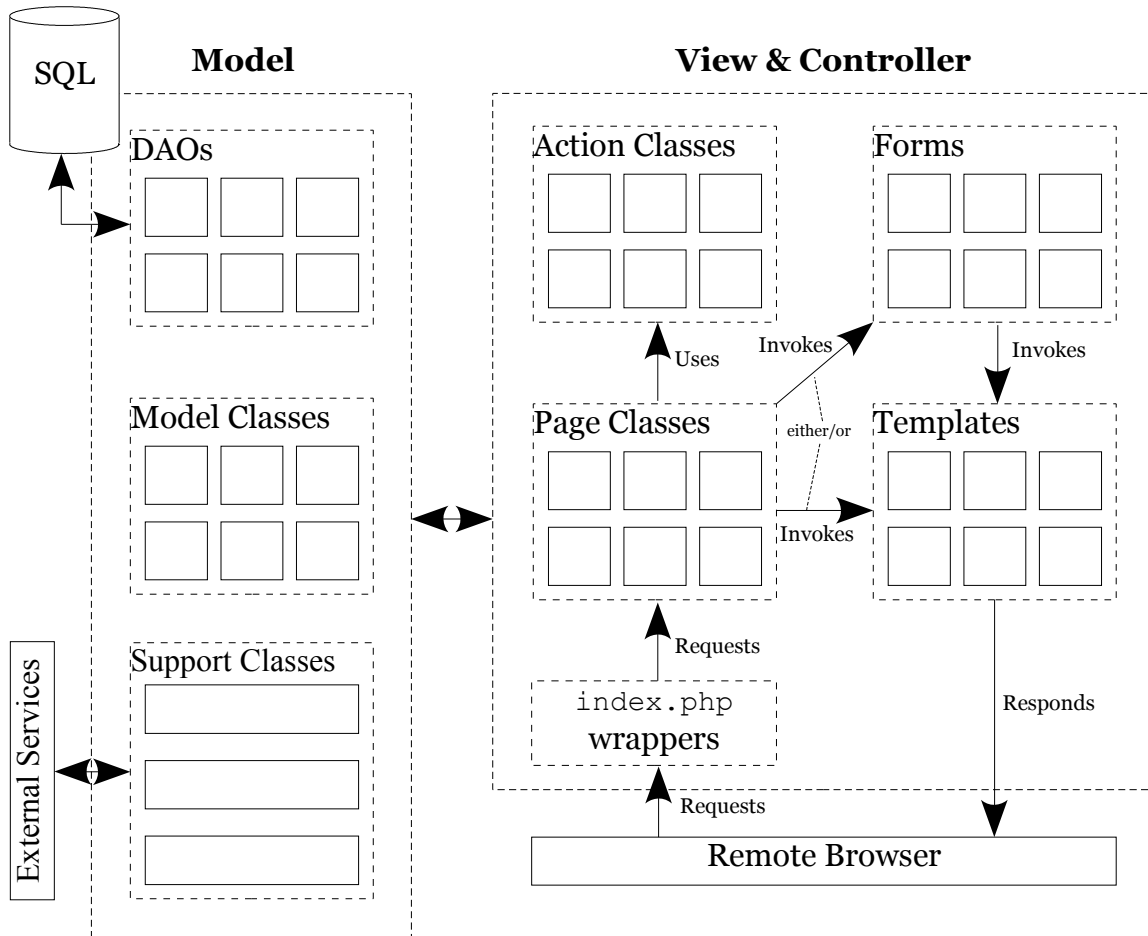 SQL
Model
DAOs
Model Classes
Support Classes
External Services
View & Controller
Action Classes
Forms
Uses
Invokes
Invokes
either/or
Page Classes
Templates
Invokes
Requests
index.php
wrappers
Responds
Requests
Remote Browser